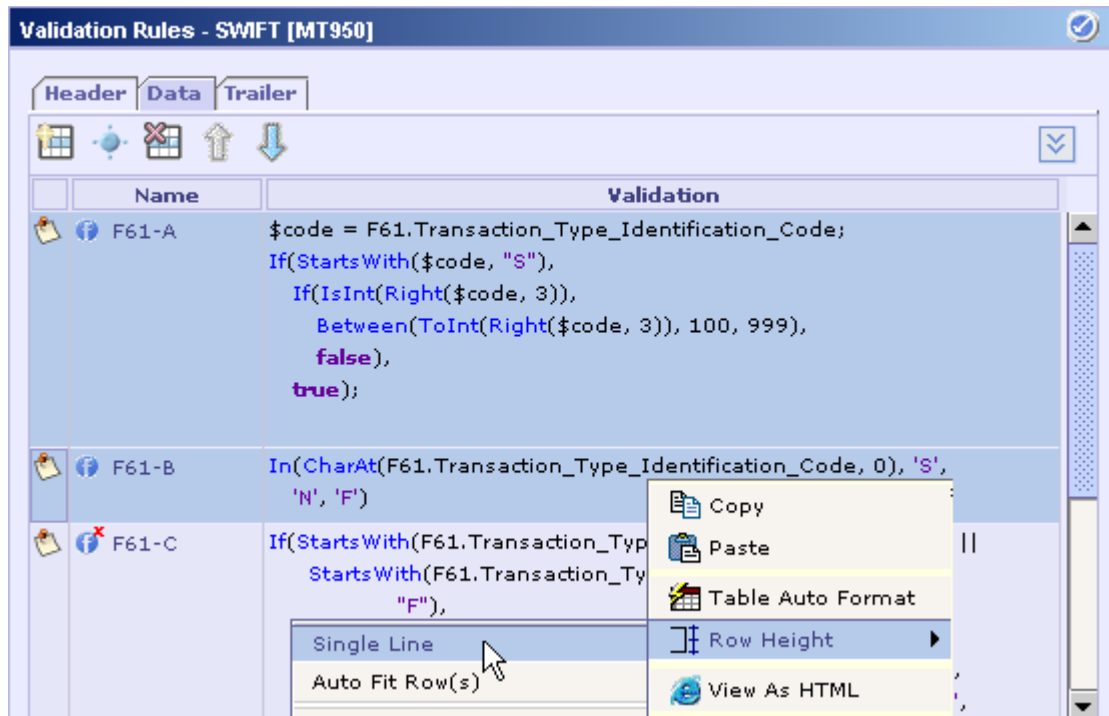 Validation Rules - SWIFT [MT950]
Header Data Trailer
Name Validation
F61-A $code = F61.Transaction_Type_Identification_Code;
If(StartsWith($code, "S"),
If(IsInt(Right($code, 3)),
Between(ToInt(Right($code, 3)), 100, 999),
false),
true);
F61-B In(CharAt(F61.Transaction_Type_Identification_Code, 0), 'S',
'N', 'F')
Copy
F61-C If(StartsWith(F61.Transaction_Typ ||
Paste
StartsWith(F61.Transaction_Ty
"F"),
Table Auto Format
Single Line
Row Height
Auto Fit Row(s)
View As HTML